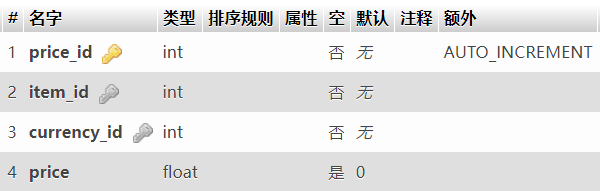 # 名字 类型 排序规则 属性 空 默认 注释 额外
1 price_id int 否 无 AUTO_INCREMENT
2 item_id int 否 无
3 currency_id int 否 无
4 price float 是 0